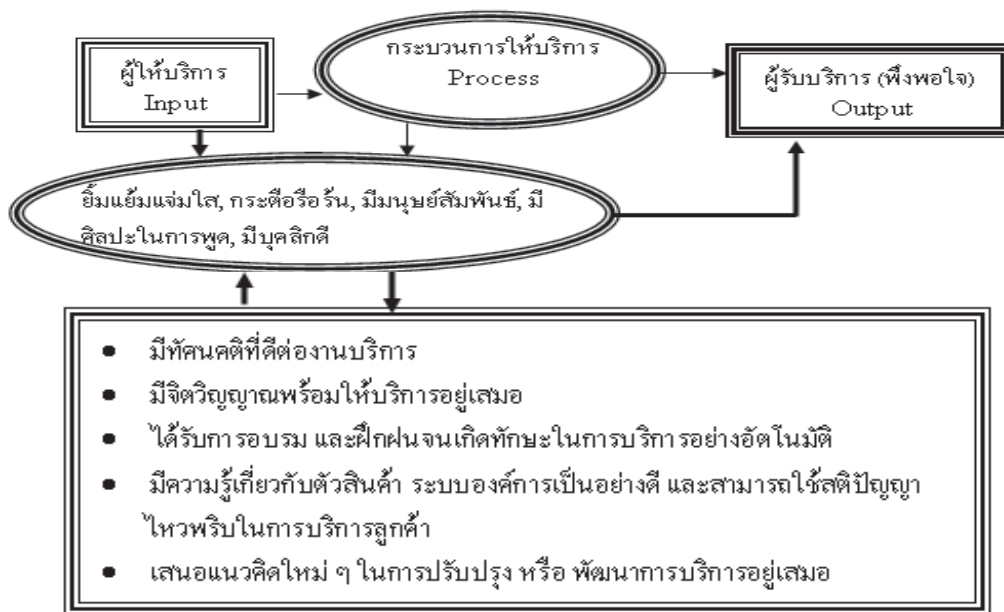 ผู้ให้บริการ
Input
กระบวนการให้บริการ
Process
ผู้รับบริการ (พึงพอใจ)
Output
ยิ้มแย้มแจ่มใส, กระตือรือร้น, มีมนุษย์สัมพันธ์, มี
ศิลปะในการพูด, มีบุคลิกดี
• มีทัศนคติที่ดีต่องานบริการ
• มีจิตวิญญาณพร้อมให้บริการอยู่เสมอ
• ได้รับการอบรม และฝึกฝนจนเกิดทักษะในการบริการอย่างอัตโนมัติ
• มีความรู้เกี่ยวกับตัวสินค้า ระบบองค์การเป็นอย่างดี และสามารถใช้สติปัญญา
ไหวพริบในการบริการลูกค้า
• เสนอแนวคิดใหม่ ๆ ในการปรับปรุง หรือ พัฒนาการบริการอยู่เสมอ